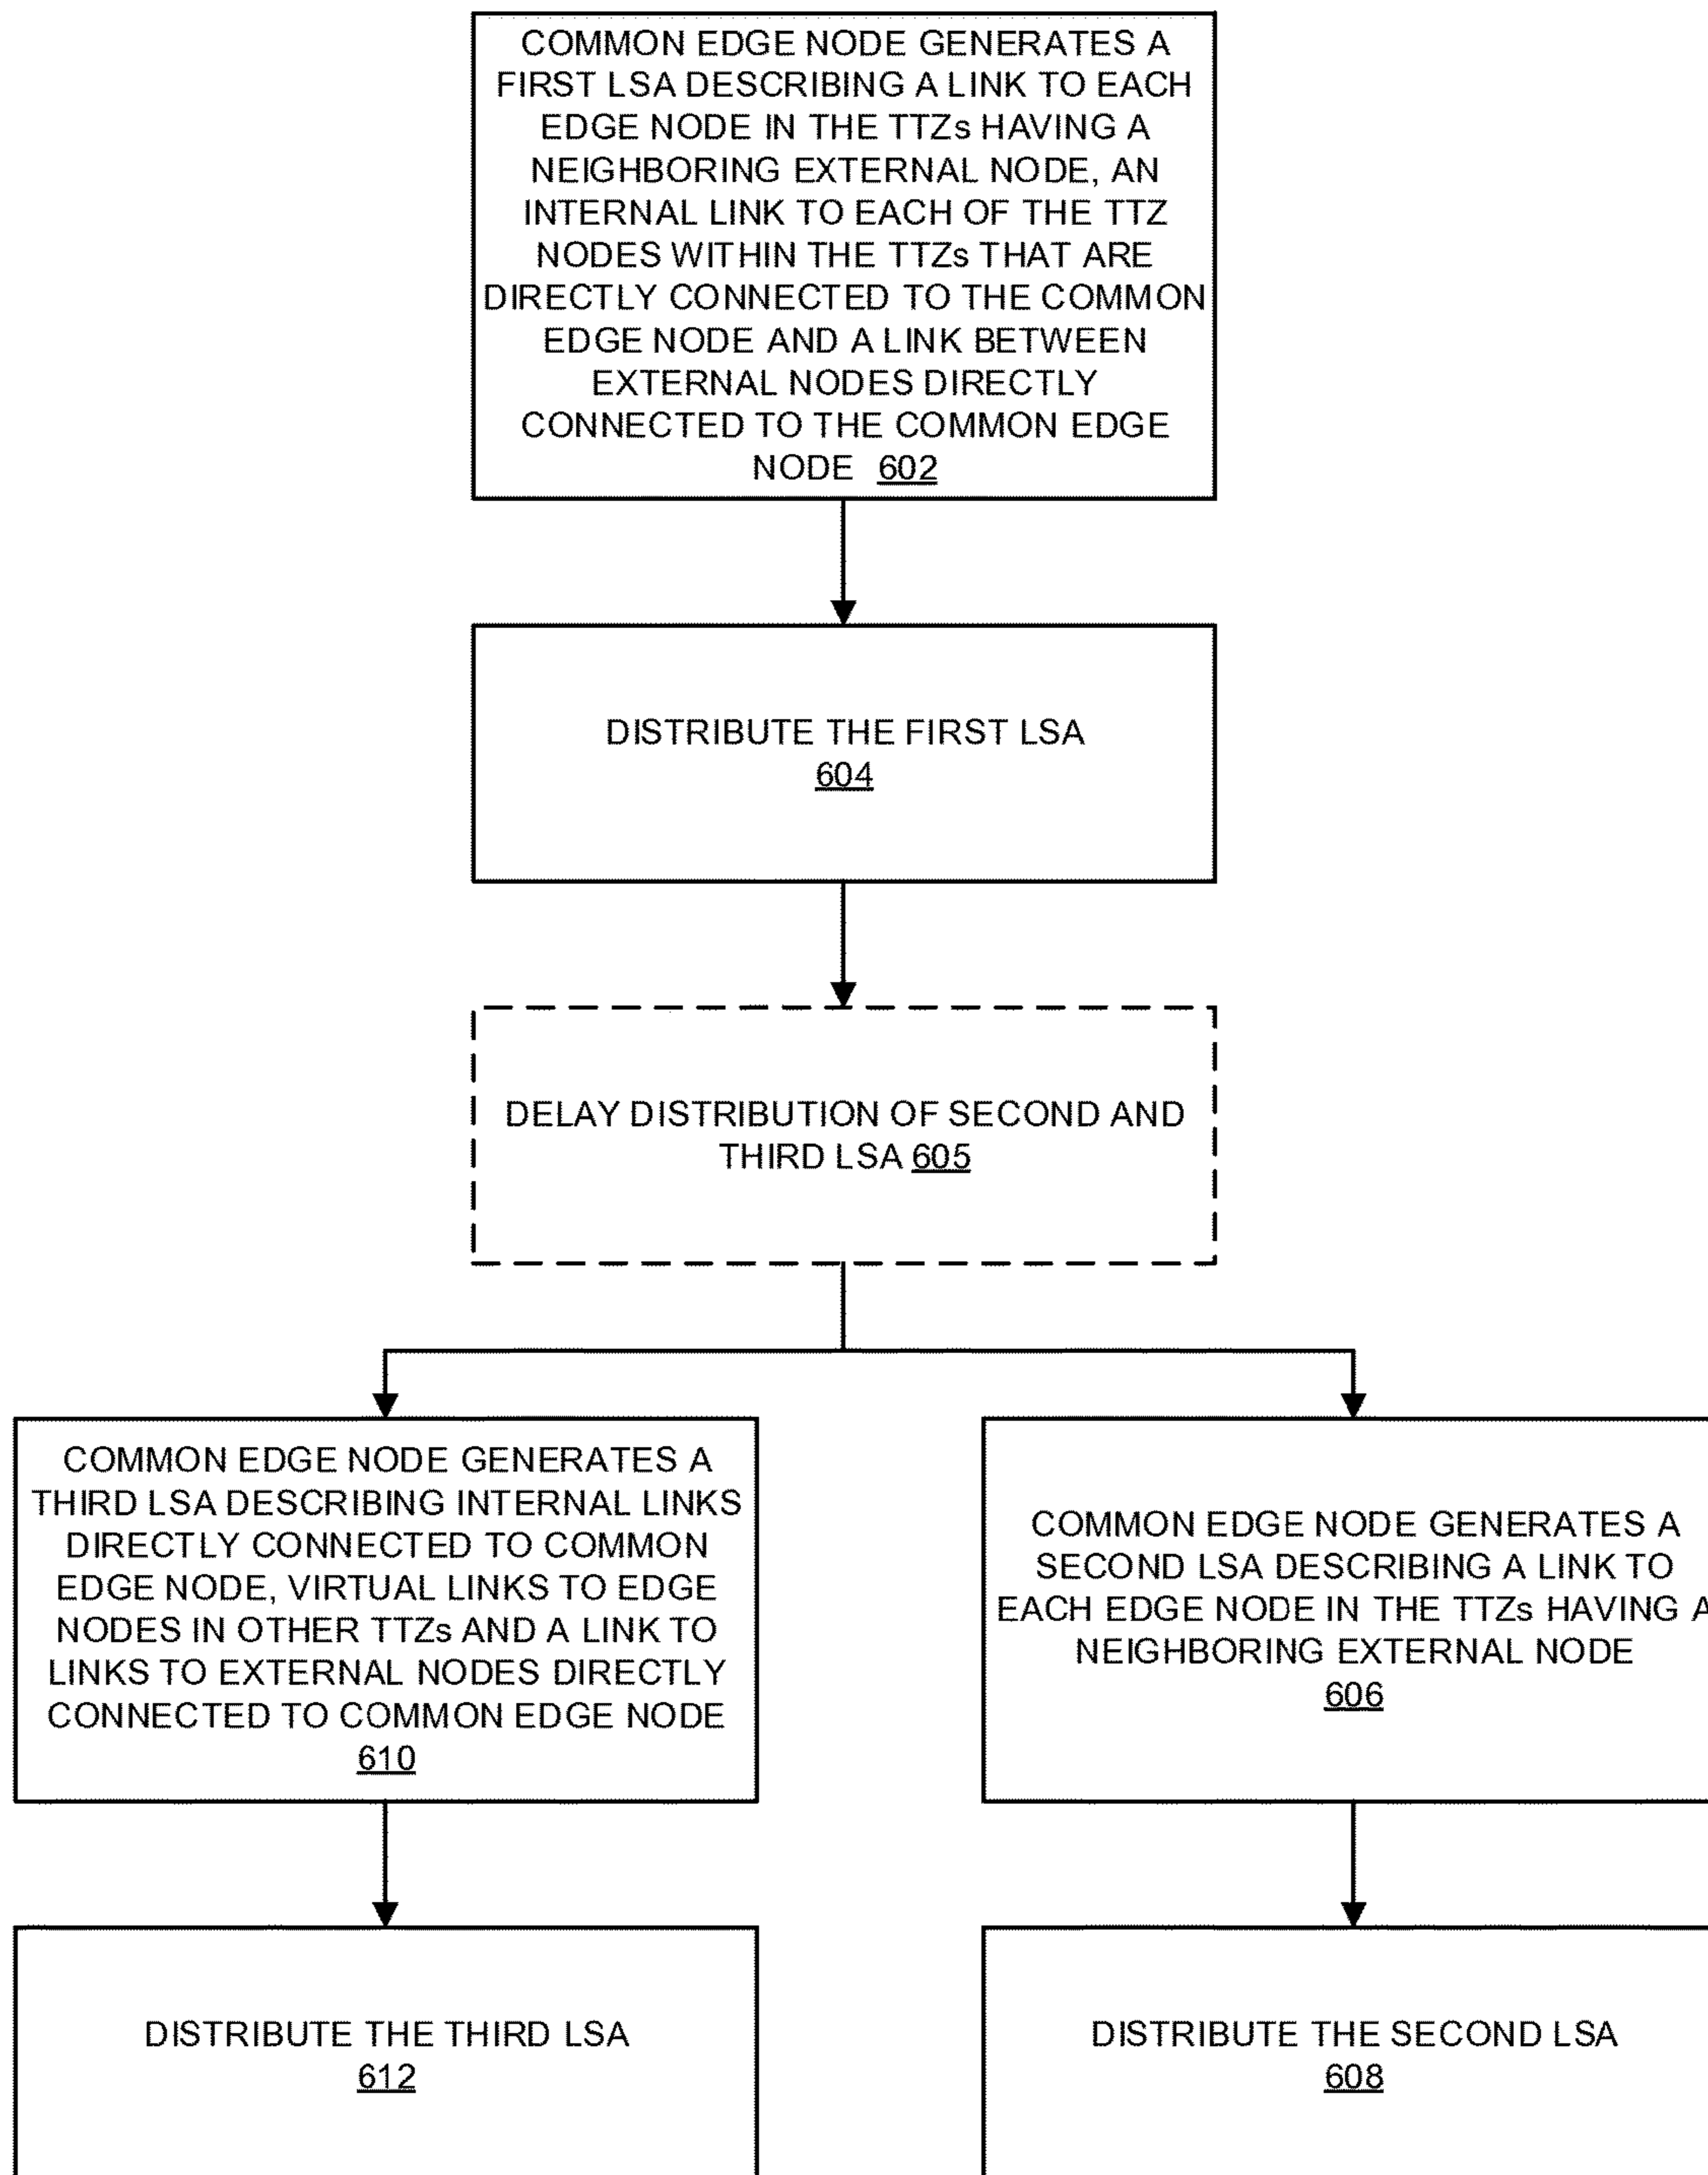 COMMON EDGE NODE GENERATES A
FIRST LSA DESCRIBING A LINK TO EACH
EDGE NODE IN THE TTZs HAVING A
NEIGHBORING EXTERNAL NODE, AN
INTERNAL LINK TO EACH OF THE TTZ
NODES WITHIN THE TTZs THAT ARE
DIRECTLY CONNECTED TO THE COMMON
EDGE NODE AND A LINK BETWEEN
EXTERNAL NODES DIRECTLY
CONNECTED TO THE COMMON EDGE
NODE 602
DISTRIBUTE THE FIRST LSA
604
DELAY DISTRIBUTION OF SECOND AND
THIRD LSA 605
COMMON EDGE NODE GENERATES A
THIRD LSA DESCRIBING INTERNAL LINKS
DIRECTLY CONNECTED TO COMMON
EDGE NODE, VIRTUAL LINKS TO EDGE
NODES IN OTHER TTZs AND A LINK TO
LINKS TO EXTERNAL NODES DIRECTLY
CONNECTED TO COMMON EDGE NODE
610
COMMON EDGE NODE GENERATES A
SECOND LSA DESCRIBING A LINK TO
EACH EDGE NODE IN THE TTZs HAVING A
NEIGHBORING EXTERNAL NODE
606
DISTRIBUTE THE THIRD LSA
612
DISTRIBUTE THE SECOND LSA
608